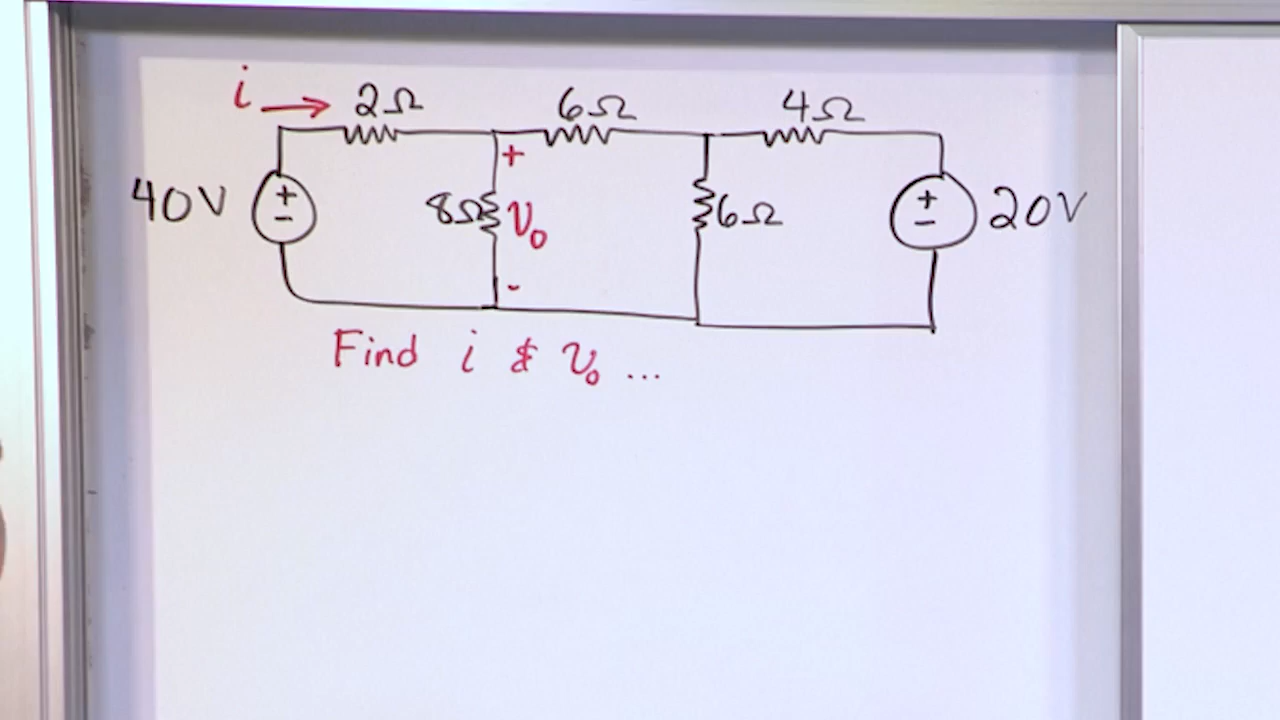 i → 2Ω 6Ω 4Ω
40V + - 8Ω + v₀ - 6Ω + - 20V
Find i & v₀ ...